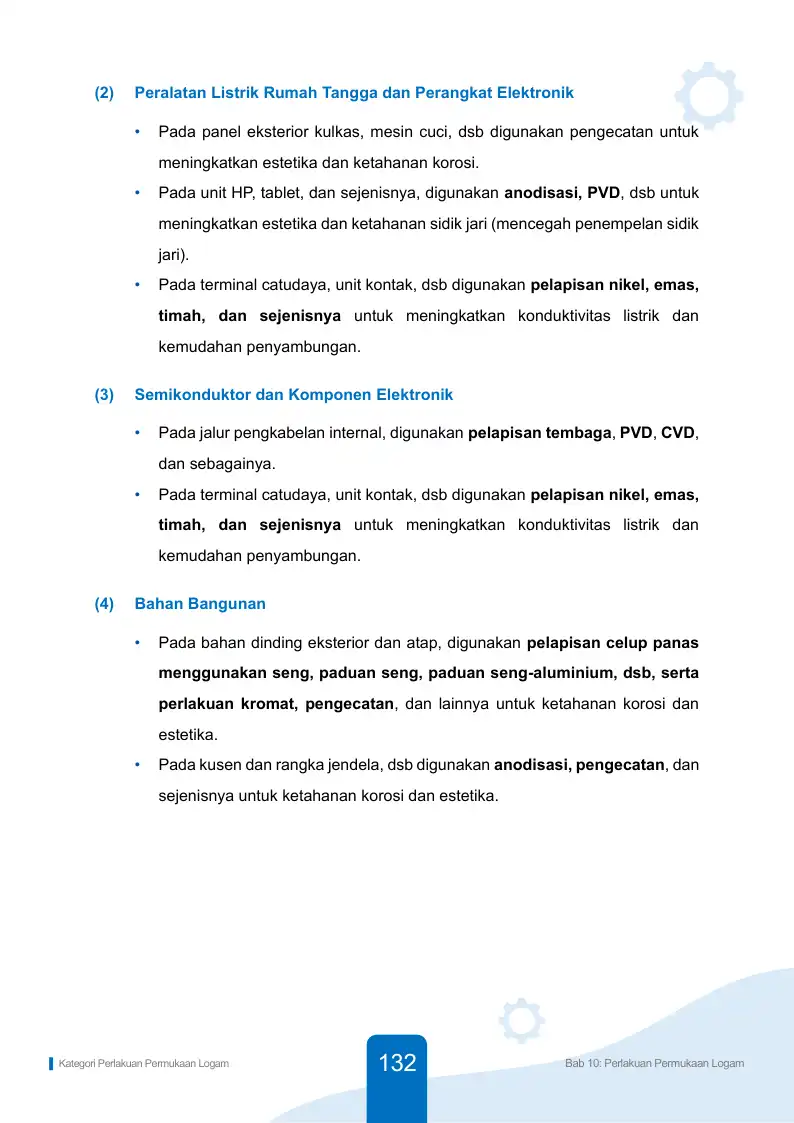 (2) Peralatan Listrik Rumah Tangga dan Perangkat Elektronik
• Pada panel eksterior kulkas, mesin cuci, dsb digunakan pengecatan untuk
meningkatkan estetika dan ketahanan korosi.
• Pada unit HP, tablet, dan sejenisnya, digunakan anodisasi, PVD, dsb untuk
meningkatkan estetika dan ketahanan sidik jari (mencegah penempelan sidik
jari).
• Pada terminal catudaya, unit kontak, dsb digunakan pelapisan nikel, emas,
timah, dan sejenisnya untuk meningkatkan konduktivitas listrik dan
kemudahan penyambungan.
(3) Semikonduktor dan Komponen Elektronik
• Pada jalur pengkabelan internal, digunakan pelapisan tembaga, PVD, CVD,
dan sebagainya.
• Pada terminal catudaya, unit kontak, dsb digunakan pelapisan nikel, emas,
timah, dan sejenisnya untuk meningkatkan konduktivitas listrik dan
kemudahan penyambungan.
(4) Bahan Bangunan
• Pada bahan dinding eksterior dan atap, digunakan pelapisan celup panas
menggunakan seng, paduan seng, paduan seng-aluminium, dsb, serta
perlakuan kromat, pengecatan, dan lainnya untuk ketahanan korosi dan
estetika.
• Pada kusen dan rangka jendela, dsb digunakan anodisasi, pengecatan, dan
sejenisnya untuk ketahanan korosi dan estetika.
Kategori Perlakuan Permukaan Logam
132
Bab 10: Perlakuan Permukaan Logam